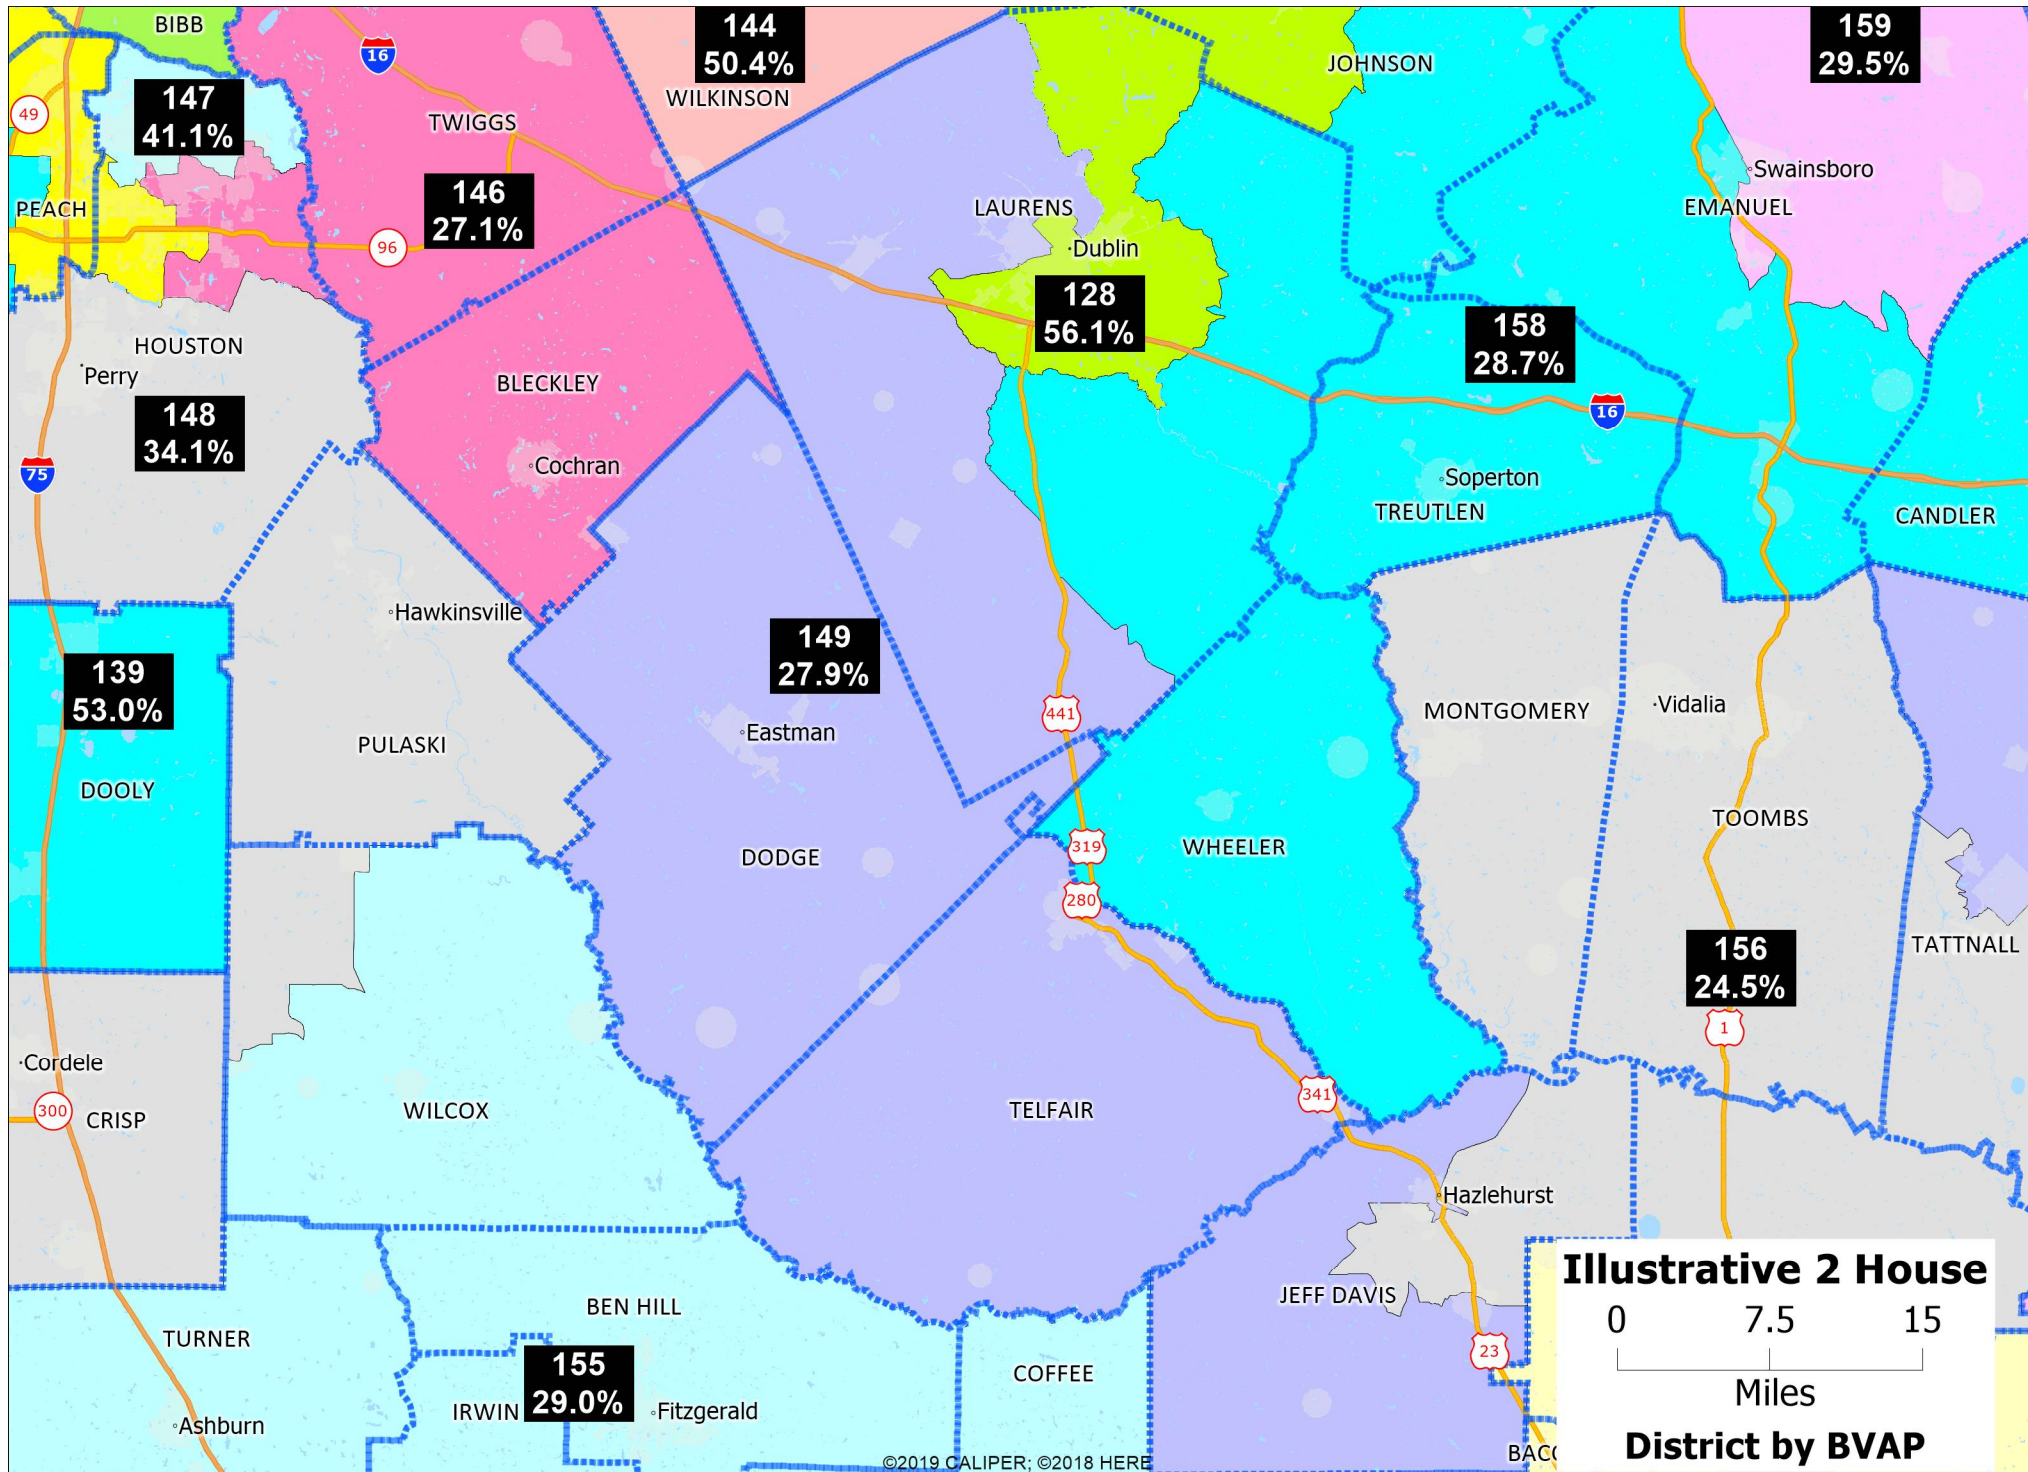 BIBB
16
144
50.4%
WILKINSON
JOHNSON
159
29.5%
147
41.1%
49
TWIGGS
Swainsboro
EMANUEL
PEACH
146
27.1%
96
LAURENS
Dublin
128
56.1%
158
28.7%
HOUSTON
Perry
BLECKLEY
148
34.1%
16
75
Cochran
Soperton
TREUTLEN
CANDLER
Hawkinsville
149
27.9%
139
53.0%
441
MONTGOMERY
Vidalia
Eastman
PULASKI
DOOLY
TOOMBS
319
WHEELER
DODGE
280
156
24.5%
TATTNALL
1
Cordele
300
CRISP
WILCOX
TELFAIR
341
Hazlehurst
JEFF DAVIS
BEN HILL
TURNER
155
29.0%
COFFEE
23
IRWIN
Fitzgerald
Ashburn
BACO
©2019 CALIPER; ©2018 HERE
Illustrative 2 House
0 7.5 15
Miles
District by BVAP